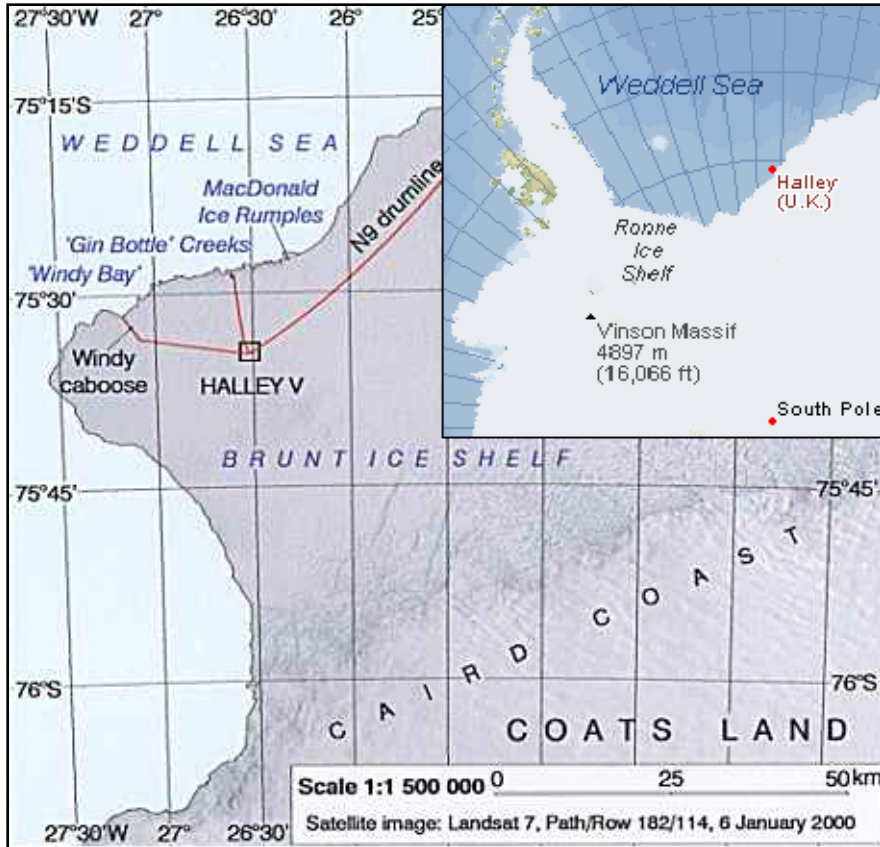 27°30'W 27° 26°30' 26° 25°
75°15'S
WEDDELL SEA
MacDonald
Ice Rumples
'Gin Bottle' Creeks
'Windy Bay'
N9 drumline
75°30'
Windy
caboose
HALLEY V
BRUNT ICE SHELF
75°45' 75°45'
CAIRD COAST
76°S 76°S
COATS LAND
Weddell Sea
Halley
(U.K.)
Ronne
Ice
Shelf
Vinson Massif
4897 m
(16,066 ft)
South Pole
Scale 1:1 500 000 0 25 50 km
Satellite image: Landsat 7, Path/Row 182/114, 6 January 2000
27°30'W 27° 26°30'